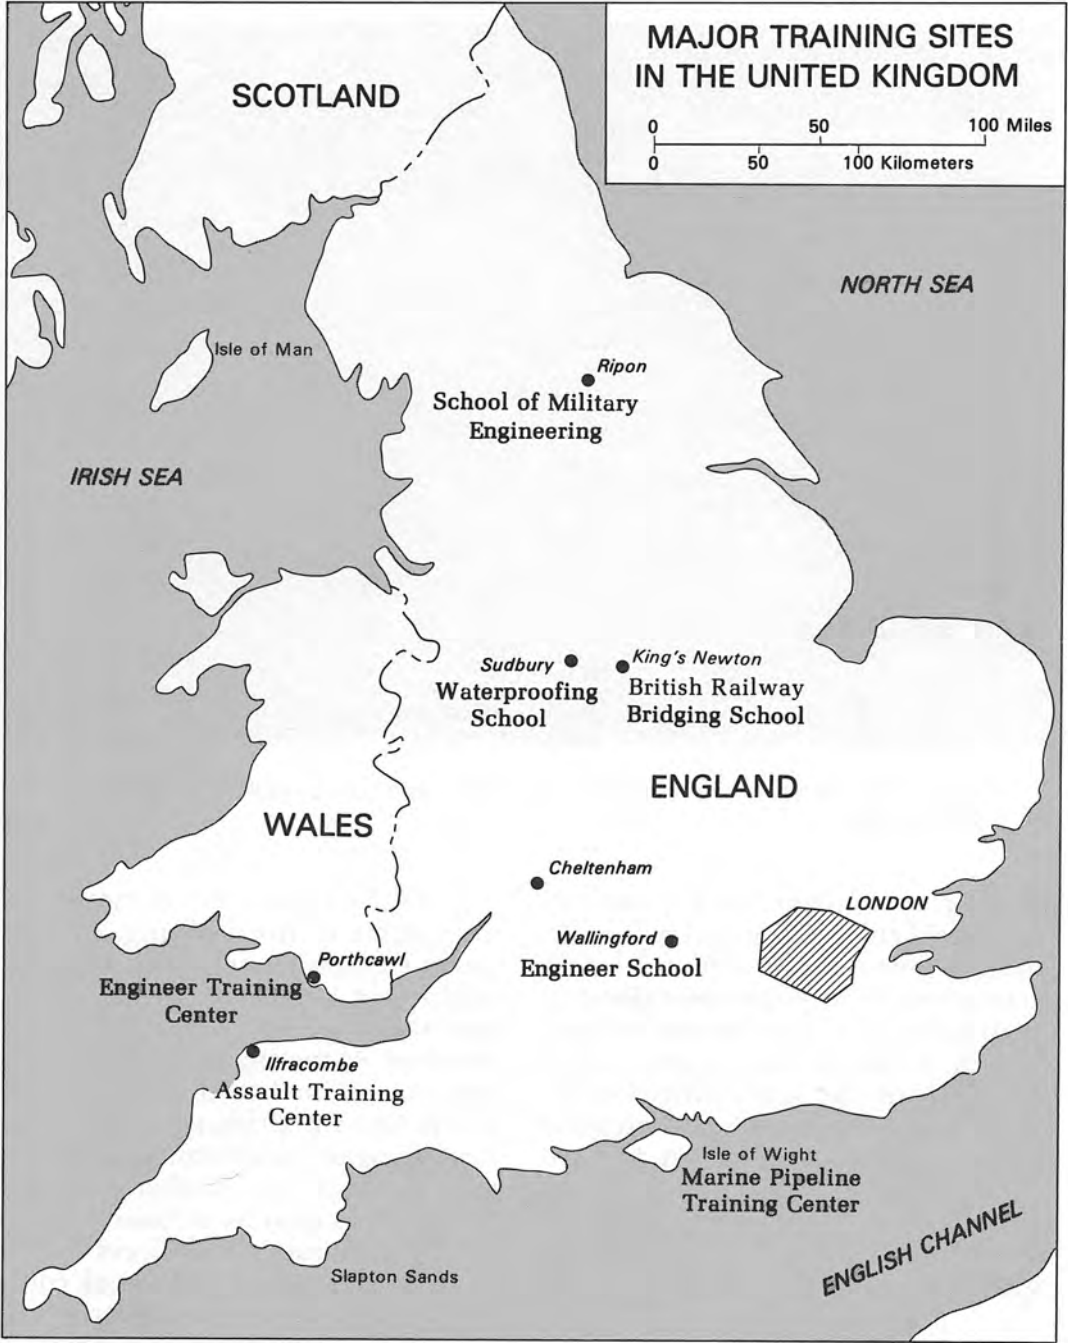 MAJOR TRAINING SITES
IN THE UNITED KINGDOM
0 50 100 Miles
0 50 100 Kilometers
SCOTLAND
NORTH SEA
Isle of Man
Ripon
School of Military
Engineering
IRISH SEA
Sudbury
Waterproofing
School
King's Newton
British Railway
Bridging School
ENGLAND
WALES
Cheltenham
LONDON
Wallingford
Engineer School
Porthcawl
Engineer Training
Center
Ilfracombe
Assault Training
Center
Isle of Wight
Marine Pipeline
Training Center
ENGLISH CHANNEL
Slapton Sands